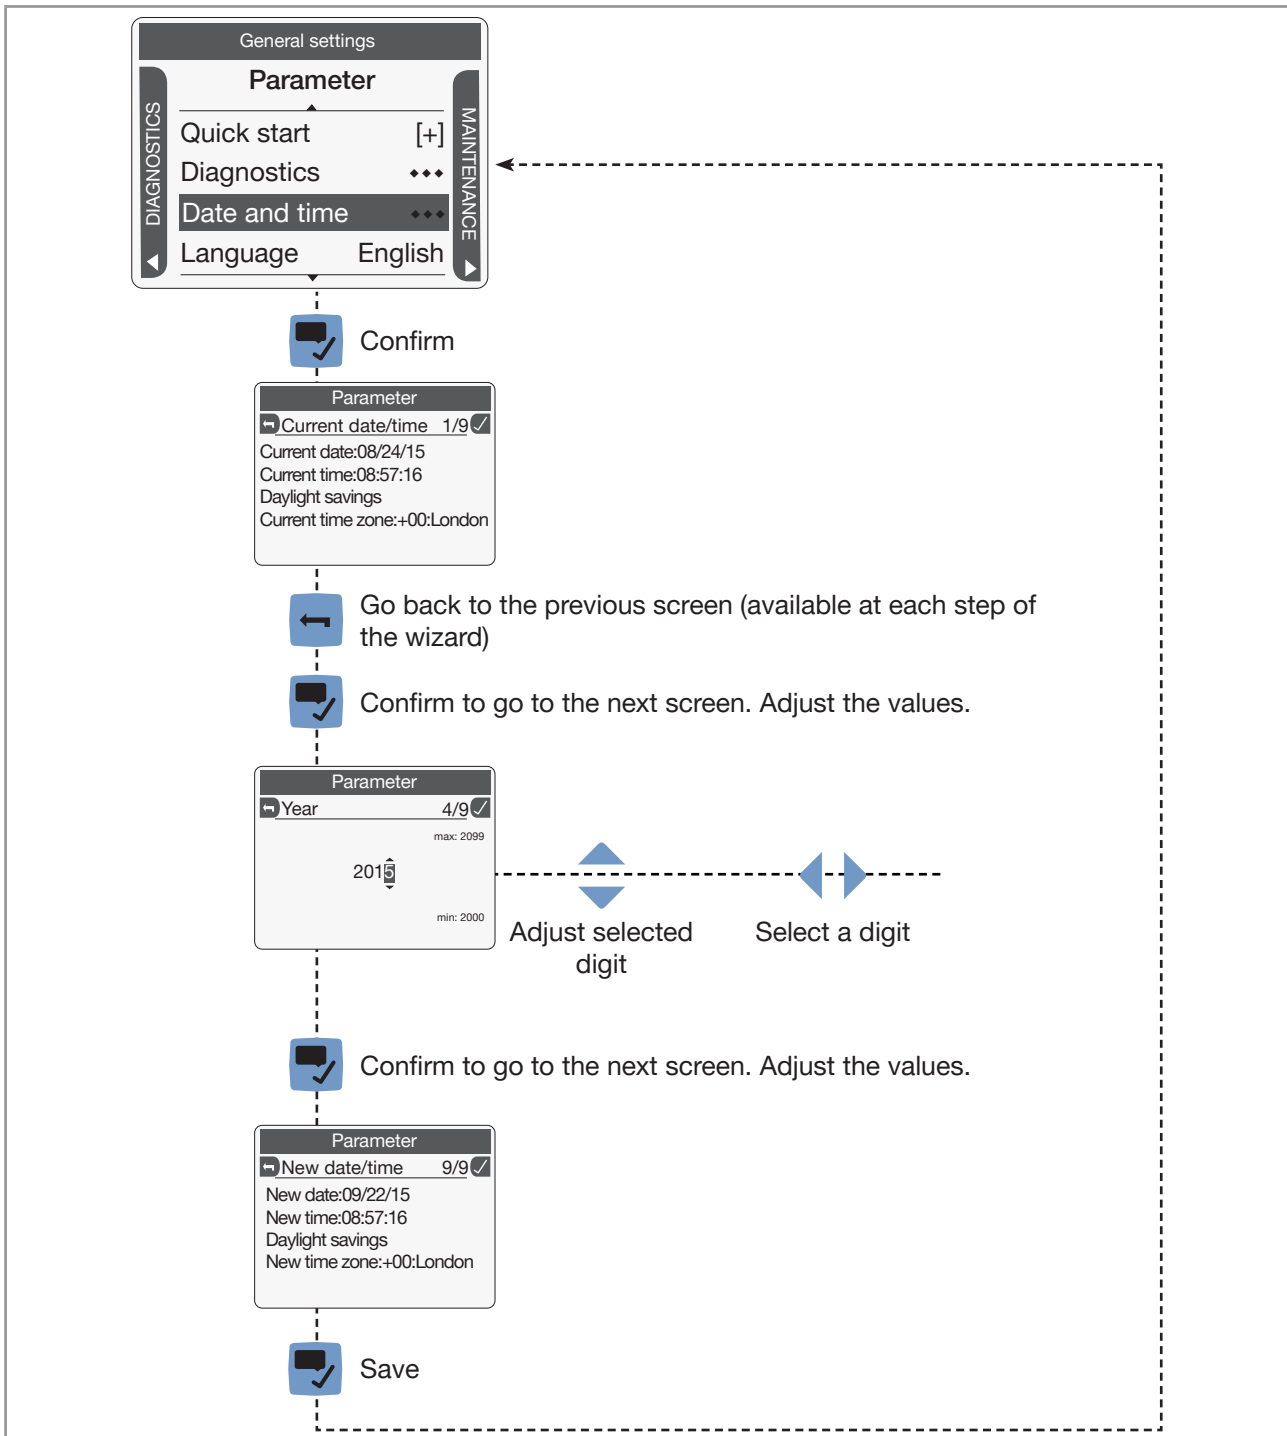 General settings
Parameter
DIAGNOSTICS
MAINTENANCE
Quick start [+]
Diagnostics
Date and time
Language English
Confirm
Parameter
Current date/time 1/9
Current date:08/24/15
Current time:08:57:16
Daylight savings
Current time zone:+00:London
Go back to the previous screen (available at each step of
the wizard)
Confirm to go to the next screen. Adjust the values.
Parameter
Year 4/9
max: 2099
2015
min: 2000
Adjust selected
digit
Select a digit
Confirm to go to the next screen. Adjust the values.
Parameter
New date/time 9/9
New date:09/22/15
New time:08:57:16
Daylight savings
New time zone:+00:London
Save